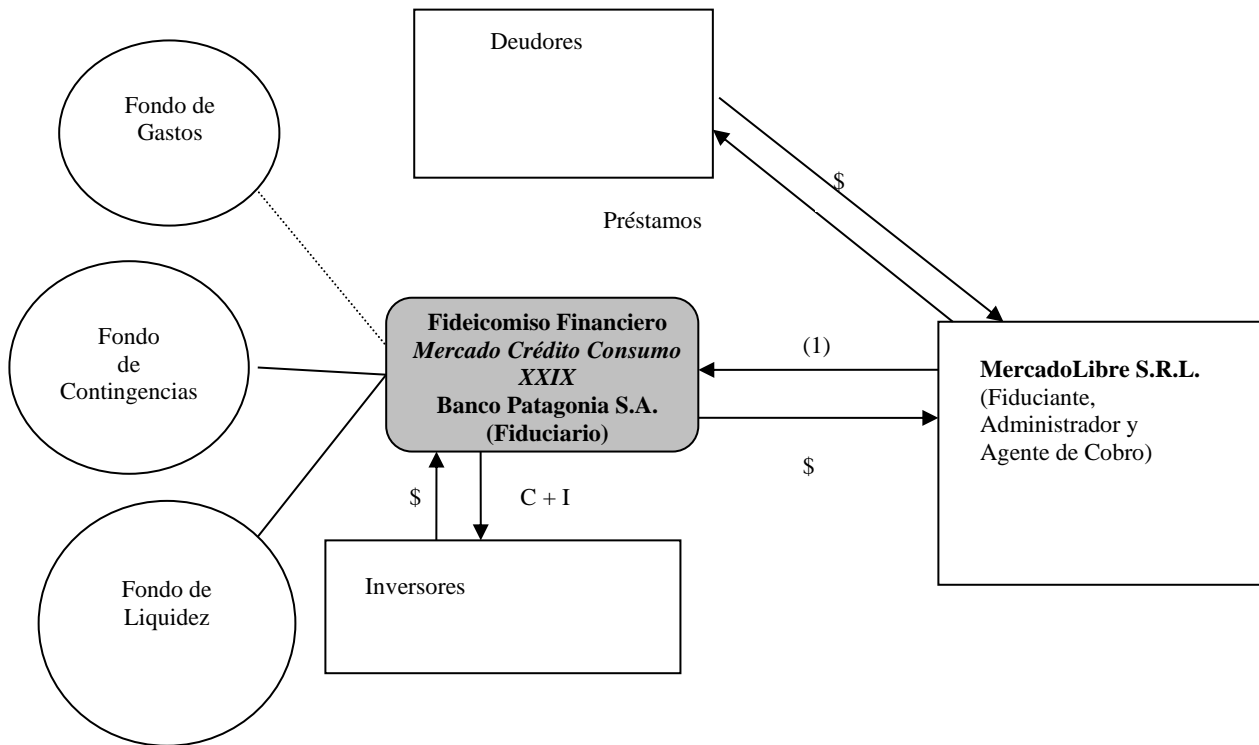 Deudores
Fondo de
Gastos
$
Préstamos
Fondo
de
Contingencias
Fideicomiso Financiero
Mercado Crédito Consumo
XXIX
Banco Patagonia S.A.
(Fiduciario)
(1)
MercadoLibre S.R.L.
(Fiduciante,
Administrador y
Agente de Cobro)
$
$
C + I
Fondo de
Liquidez
Inversores